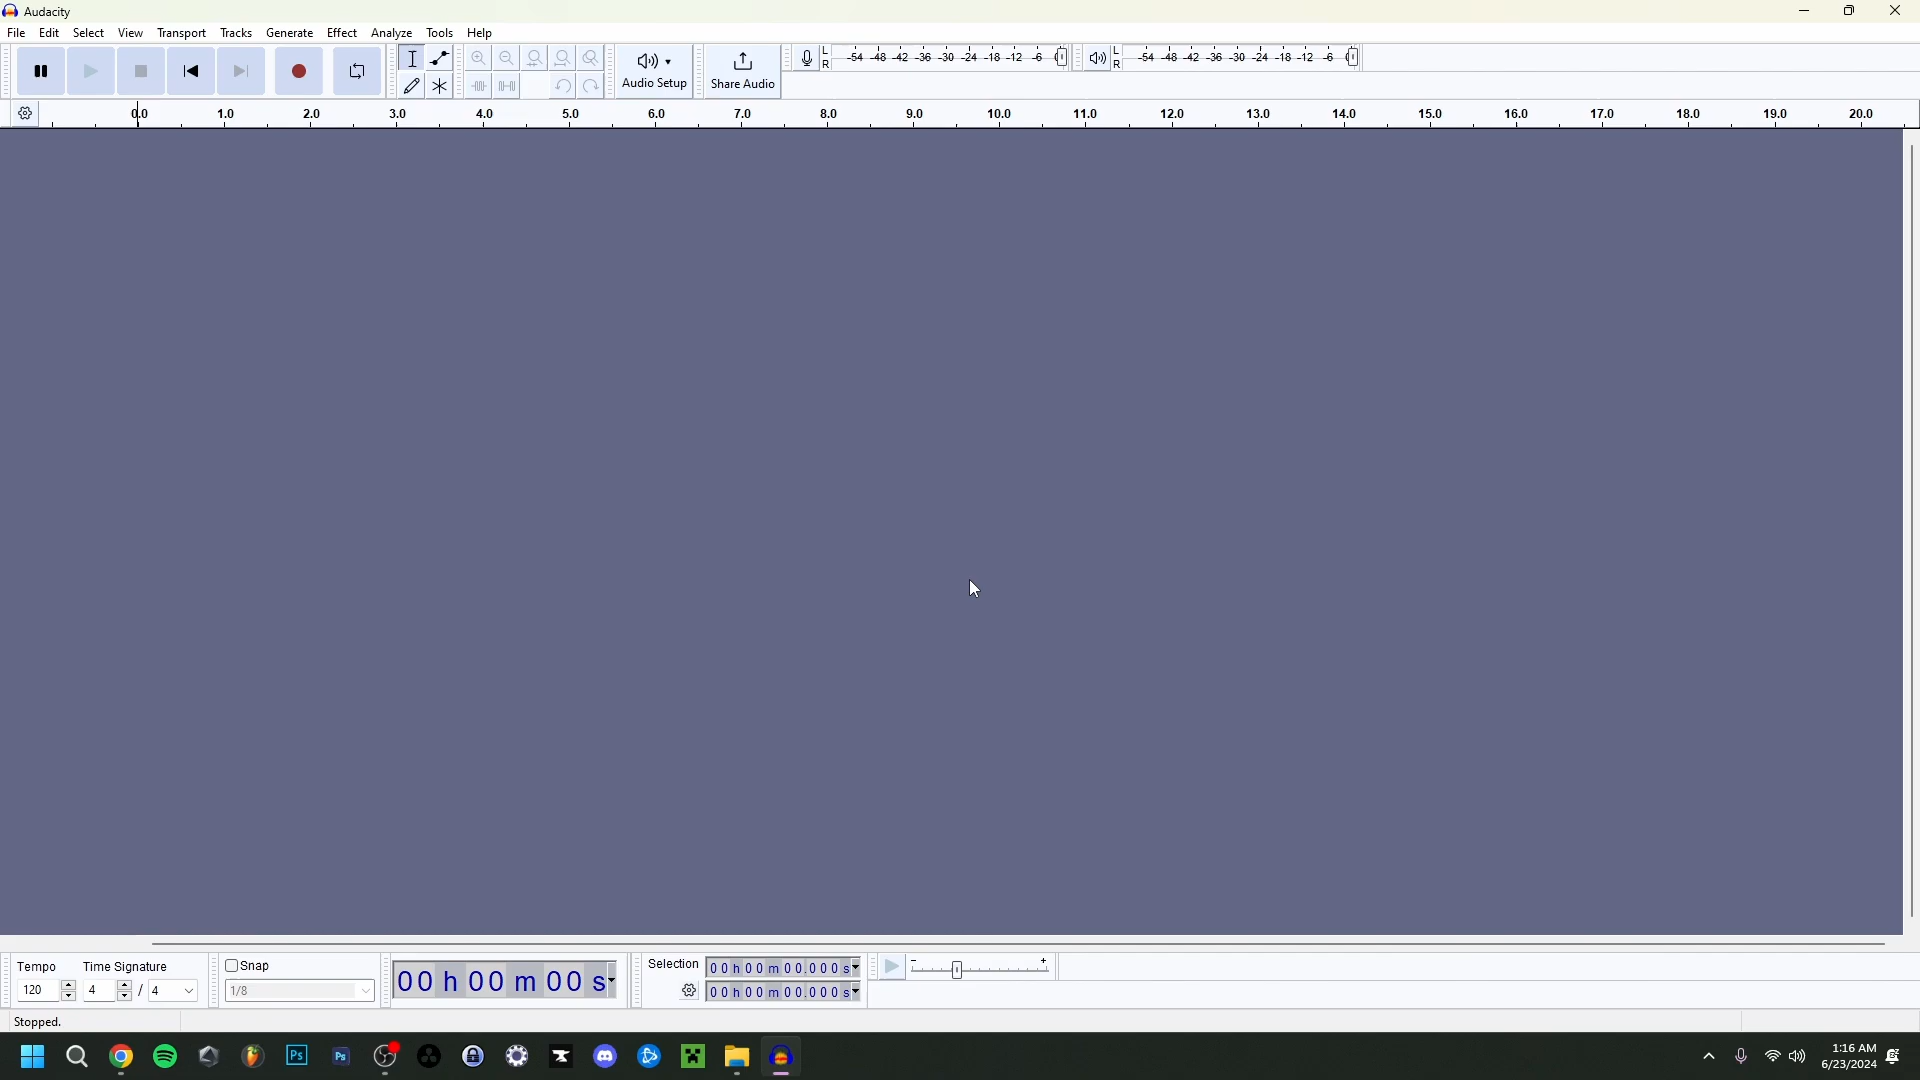 Audacity
File Edit Select View Transport Tracks Generate Effect Analyze Tools Help
Audio Setup
Share Audio
L -54 -48 -42 -36 -30 -24 -18 -12 -6 0
R
L -54 -48 -42 -36 -30 -24 -18 -12 -6 0
R
0.0 1.0 2.0 3.0 4.0 5.0 6.0 7.0 8.0 9.0 10.0 11.0 12.0 13.0 14.0 15.0 16.0 17.0 18.0 19.0 20.0
Tempo Time Signature
120 4 / 4
Snap
1/8
00 h 00 m 00 s
Selection
00 h 00 m 00.000 s
00 h 00 m 00.000 s
- +
Stopped.
Ps Ps
1:16 AM
6/23/2024